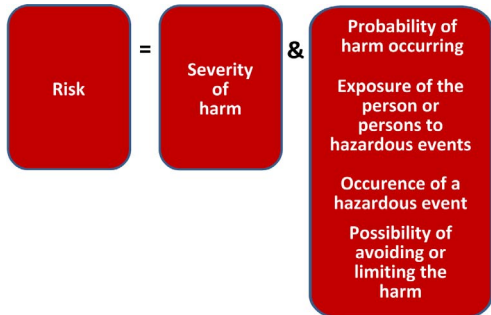 Risk
=
Severity
of
harm
&
Probability of
harm occurring
Exposure of the
person or
persons to
hazardous events
Occurence of a
hazardous event
Possibility of
avoiding or
limiting the
harm